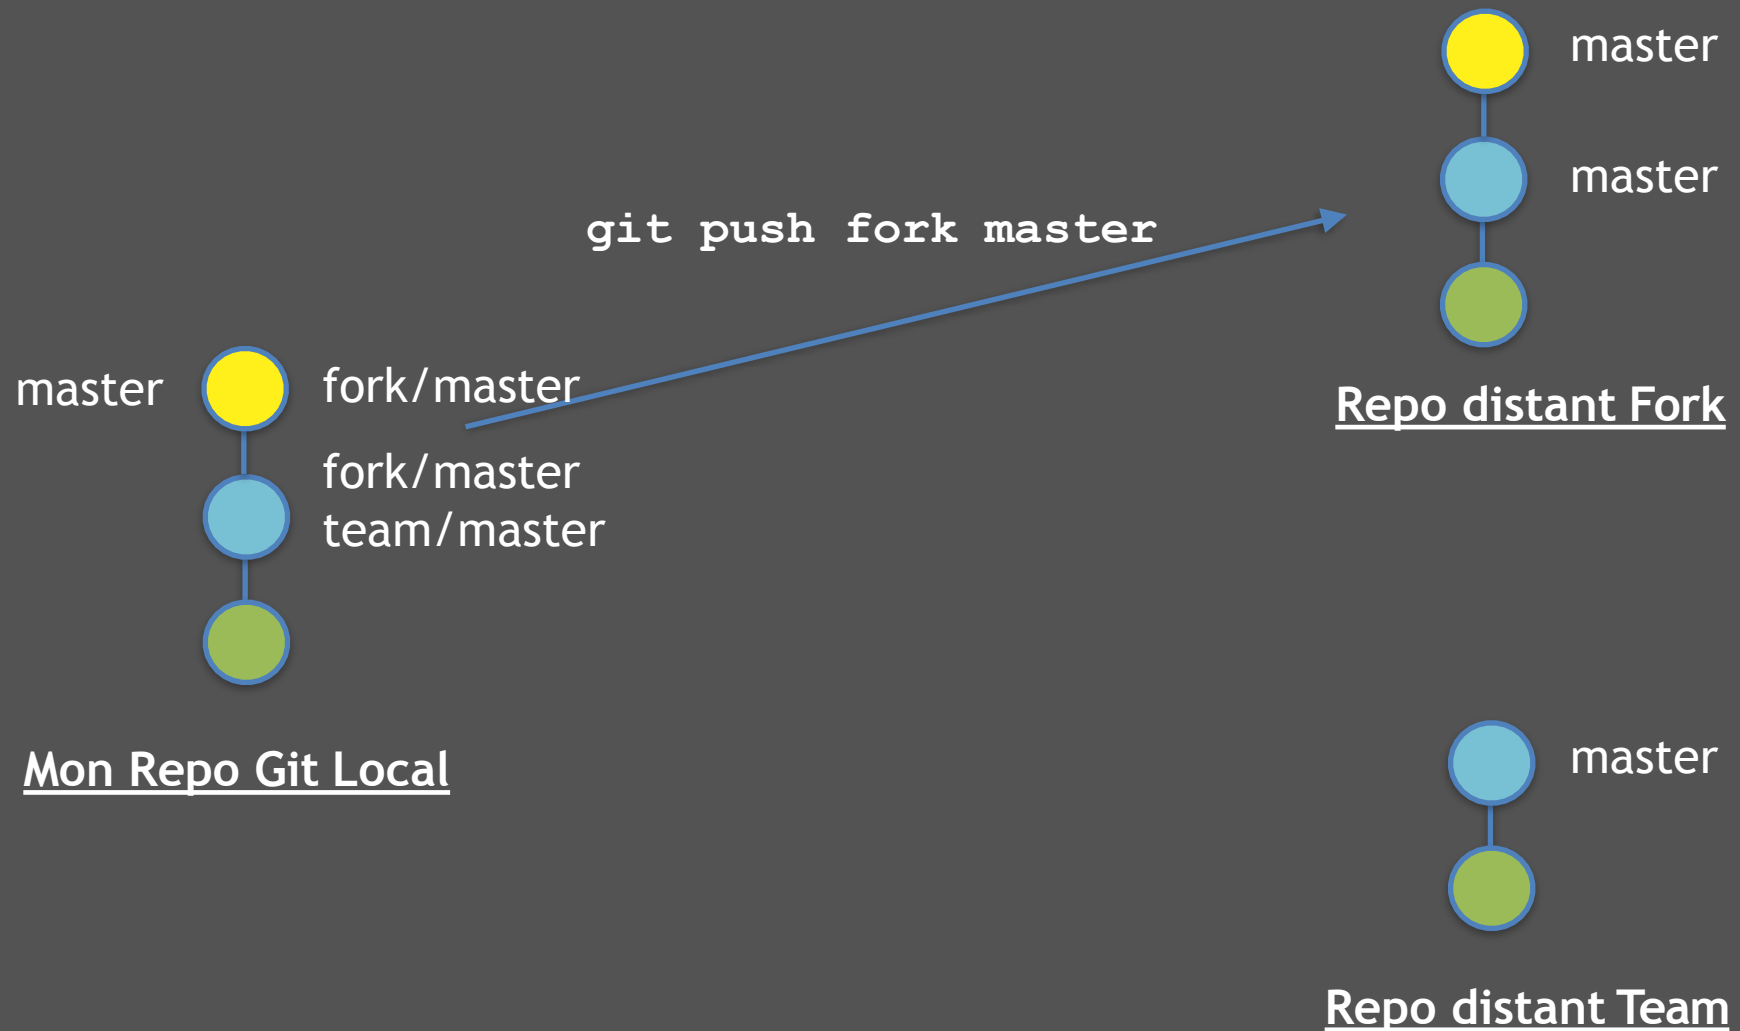 master
master
git push fork master
master
fork/master
Repo distant Fork
fork/master
team/master
Mon Repo Git Local
master
Repo distant Team